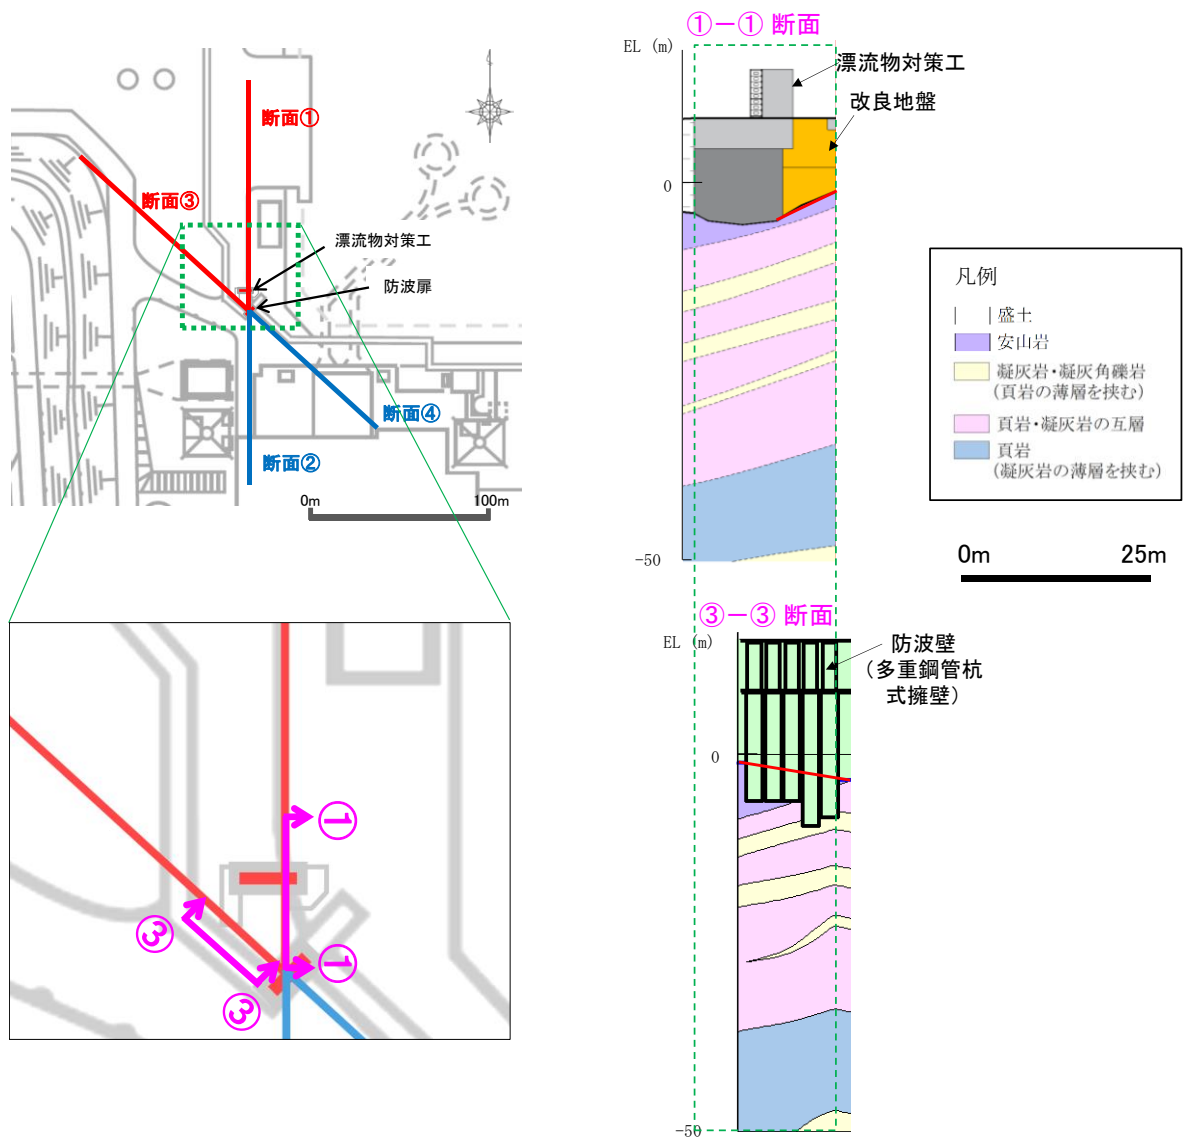 断面①
断面③
漂流物対策工
防波扉
断面④
断面②
0m
100m
①
①
③
③
①－① 断面
EL (m)
漂流物対策工
改良地盤
0
-50
凡例
盛土
安山岩
凝灰岩・凝灰角礫岩
(頁岩の薄層を挟む)
頁岩・凝灰岩の互層
頁岩
(凝灰岩の薄層を挟む)
0m
25m
③－③ 断面
EL (m)
防波壁
（多重鋼管杭
式擁壁）
0
-50